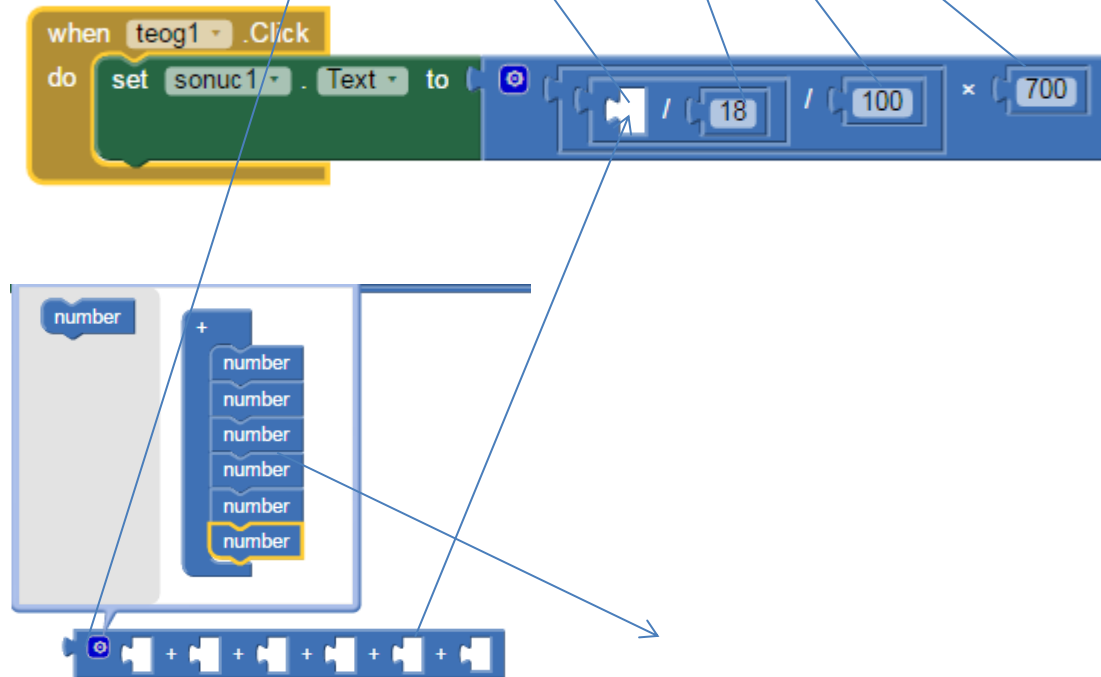 when teog1 .Click
do set sonuc1 . Text to / 18 / 100 × 700
number
+
number
number
number
number
number
number
+ + + + +